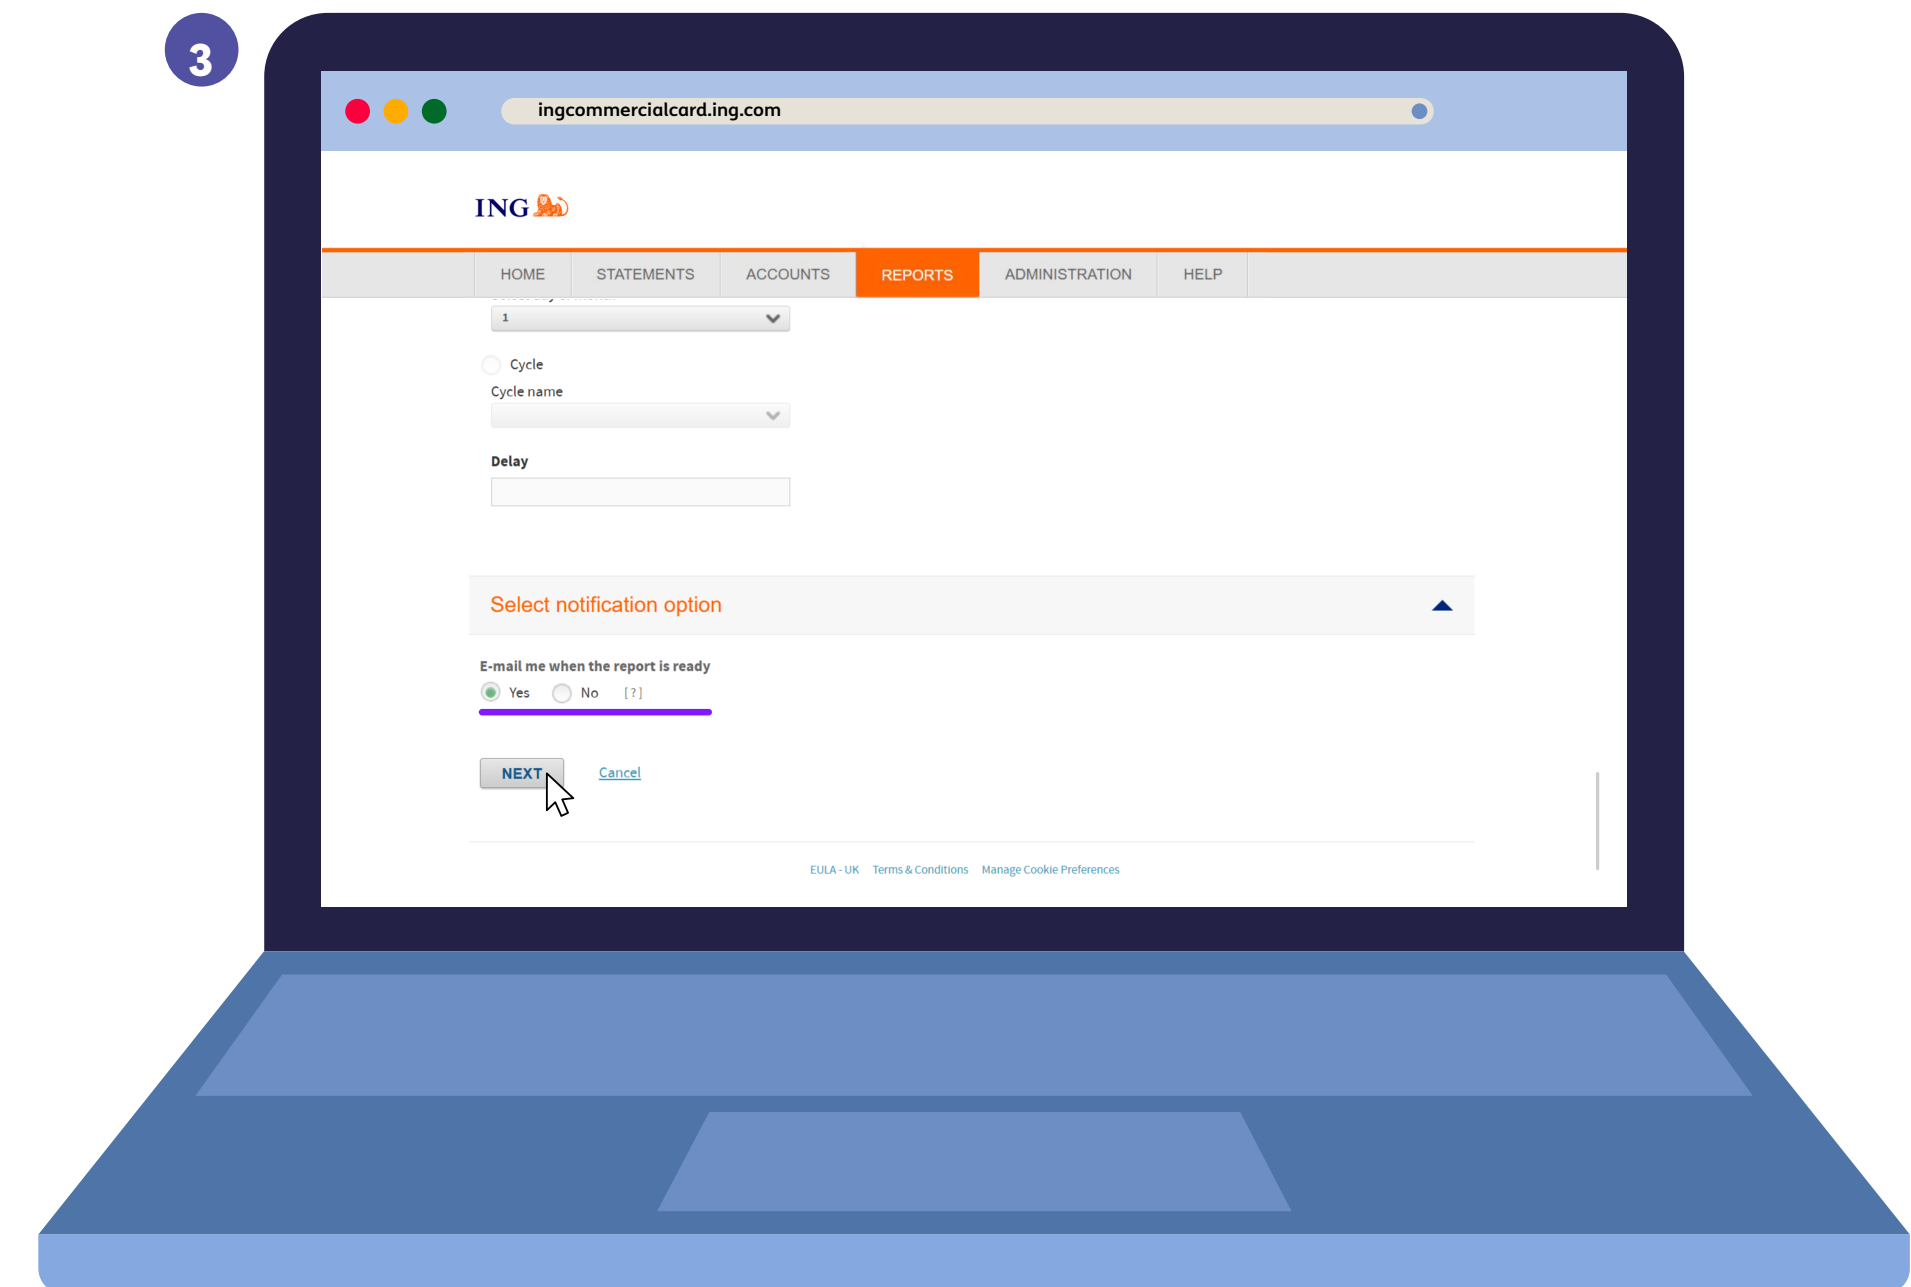 3
ingcommercialcard.ing.com
ING
HOME STATEMENTS ACCOUNTS REPORTS ADMINISTRATION HELP
1
Cycle
Cycle name
Delay
Select notification option
E-mail me when the report is ready
Yes No [?]
NEXT Cancel
EULA - UK Terms & Conditions Manage Cookie Preferences